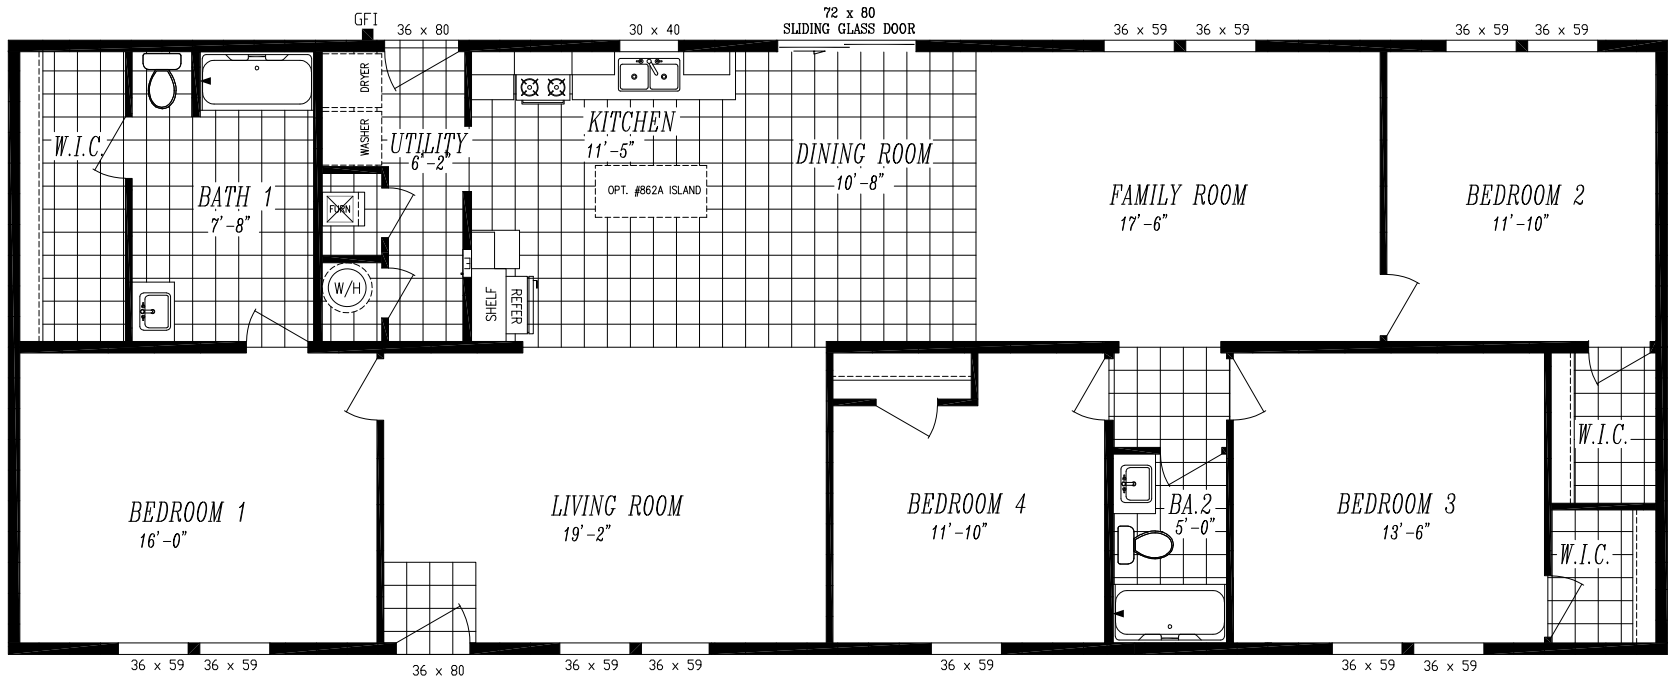 GFI
36 x 80
30 x 40
72 x 80
SLIDING GLASS DOOR
36 x 59
36 x 59
36 x 59
36 x 59
DRYER
WASHER
W.I.C.
UTILITY
6'-2"
KITCHEN
11'-5"
DINING ROOM
10'-8"
OPT. #862A ISLAND
BATH 1
7'-8"
FURN
FAMILY ROOM
17'-6"
BEDROOM 2
11'-10"
W/H
SHELF
REFER
W.I.C.
BEDROOM 1
16'-0"
LIVING ROOM
19'-2"
BEDROOM 4
11'-10"
BA.2
5'-0"
BEDROOM 3
13'-6"
W.I.C.
36 x 59
36 x 59
36 x 80
36 x 59
36 x 59
36 x 59
36 x 59
36 x 59